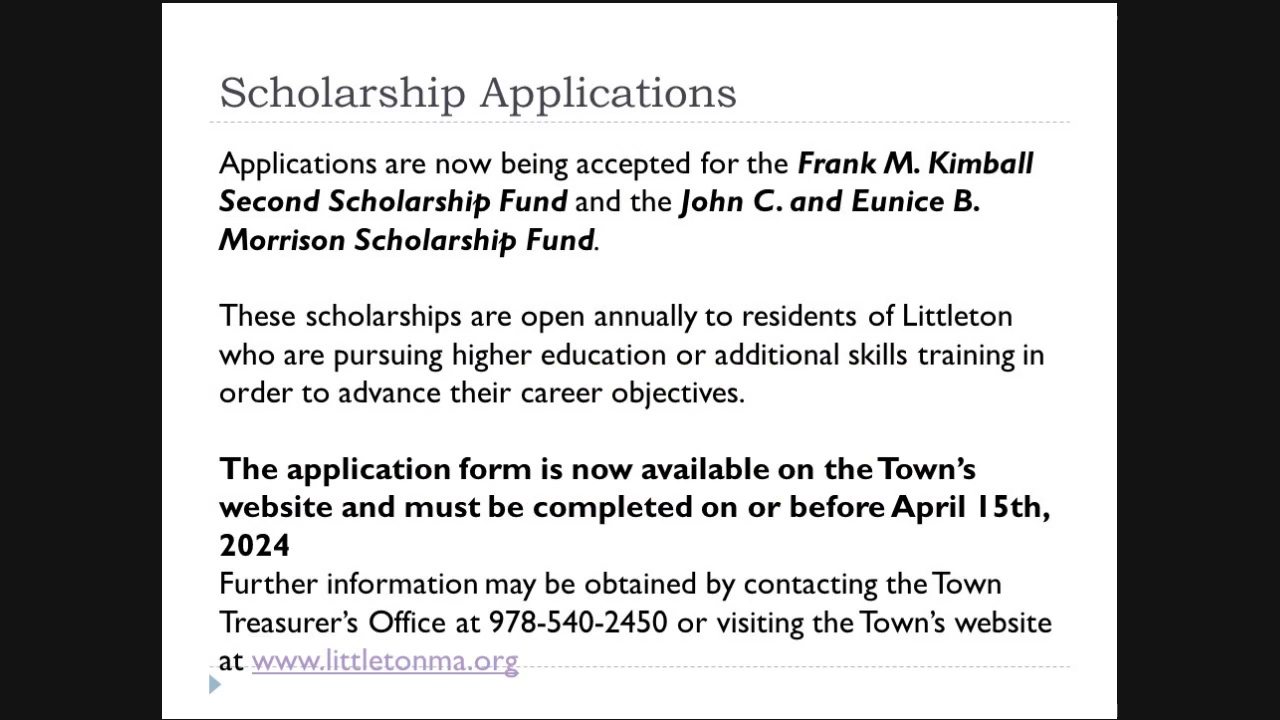 Scholarship Applications
Applications are now being accepted for the Frank M. Kimball
Second Scholarship Fund and the John C. and Eunice B.
Morrison Scholarship Fund.
These scholarships are open annually to residents of Littleton
who are pursuing higher education or additional skills training in
order to advance their career objectives.
The application form is now available on the Town’s
website and must be completed on or before April 15th,
2024
Further information may be obtained by contacting the Town
Treasurer’s Office at 978-540-2450 or visiting the Town’s website
at www.littletonma.org